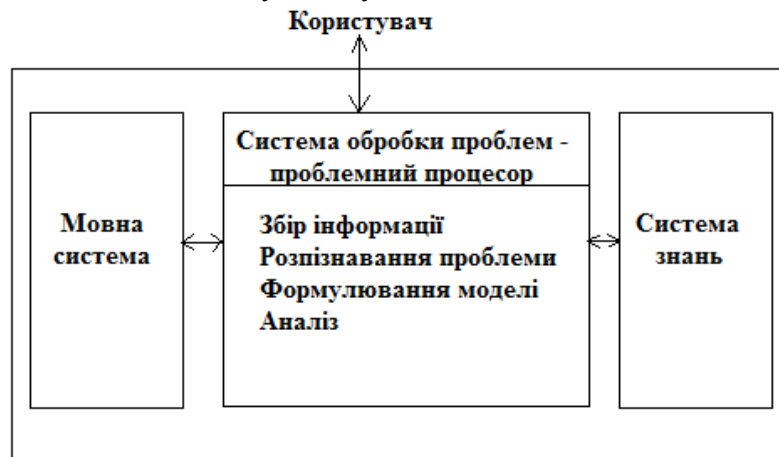 Користувач
Система обробки проблем -
проблемний процесор
Мовна
система
Збір інформації
Розпізнавання проблеми
Формулювання моделі
Аналіз
Система
знань